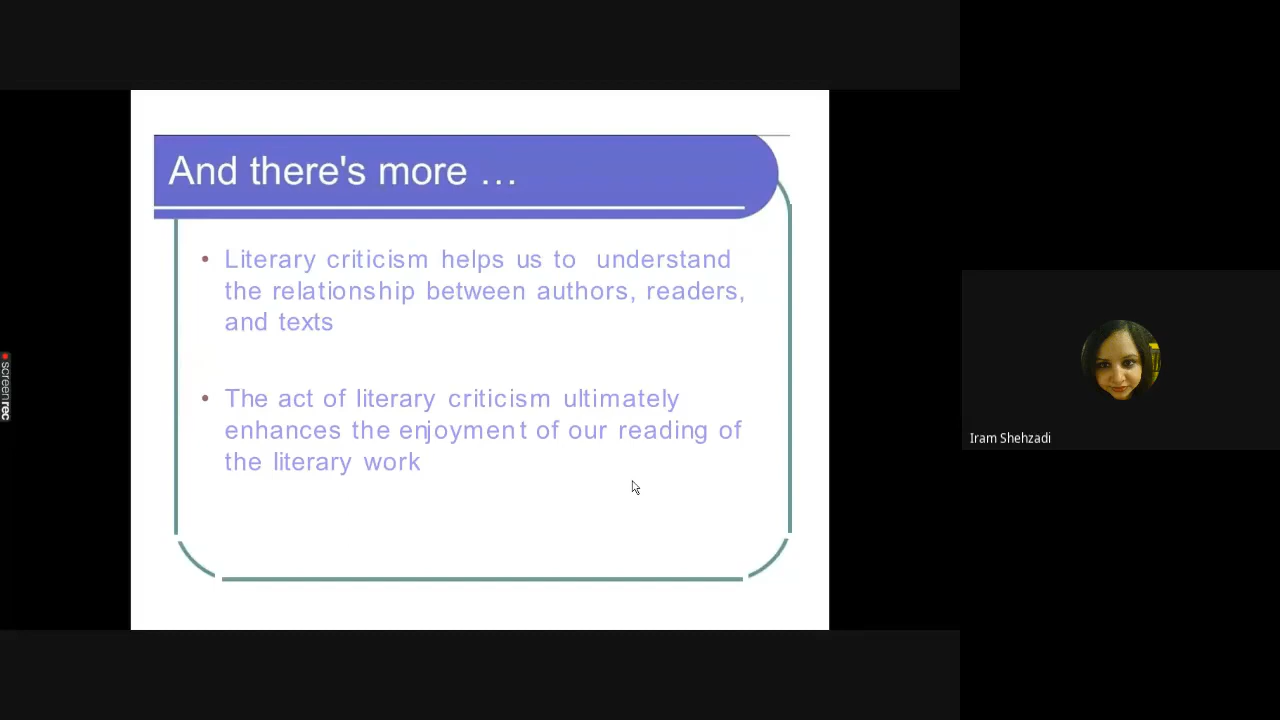 And there's more …
• Literary criticism helps us to understand
the relationship between authors, readers,
and texts
• The act of literary criticism ultimately
enhances the enjoyment of our reading of
the literary work
Iram Shehzadi
screenrec